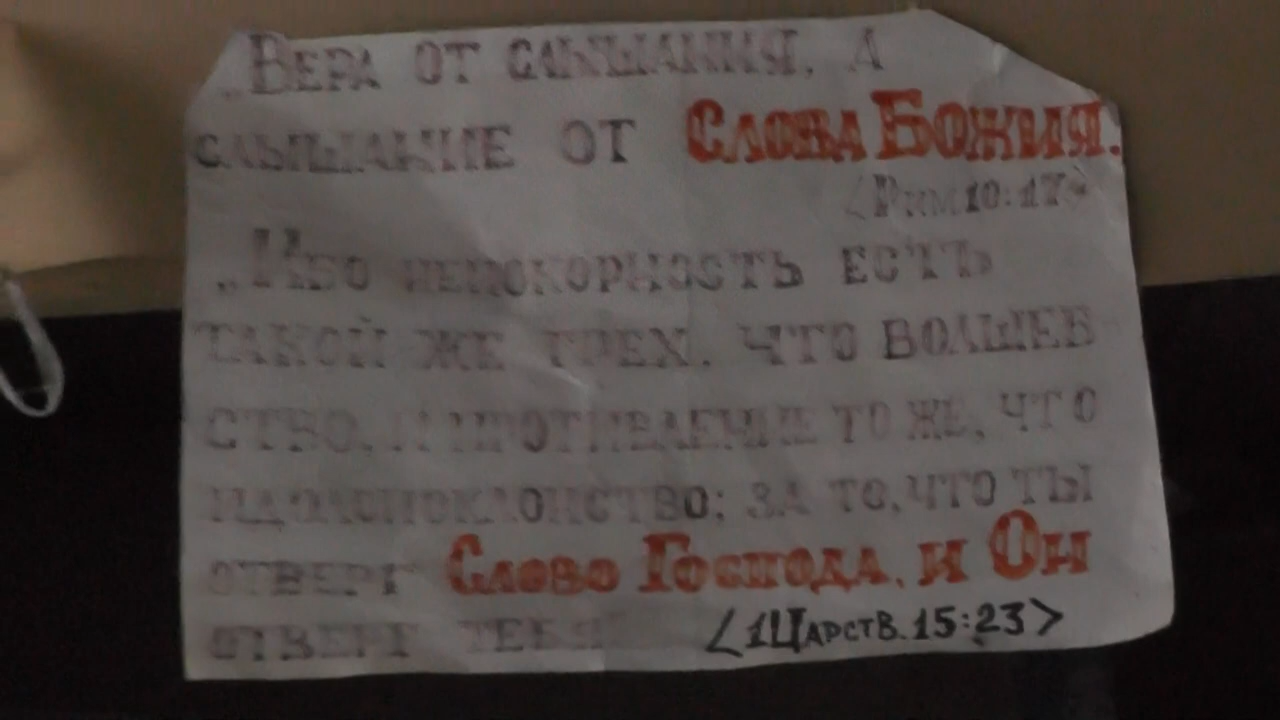 „Вера от слышания, а
слышание от Слова Божия.
<Рим 10:17>
„Ибо непокорность есть
такой же грех, что волшеб
ство, и противление то же, что
идолопоклонство; за то, что ты
отверг Слово Господа, и Он
отверг тебя" <1Царств. 15:23>